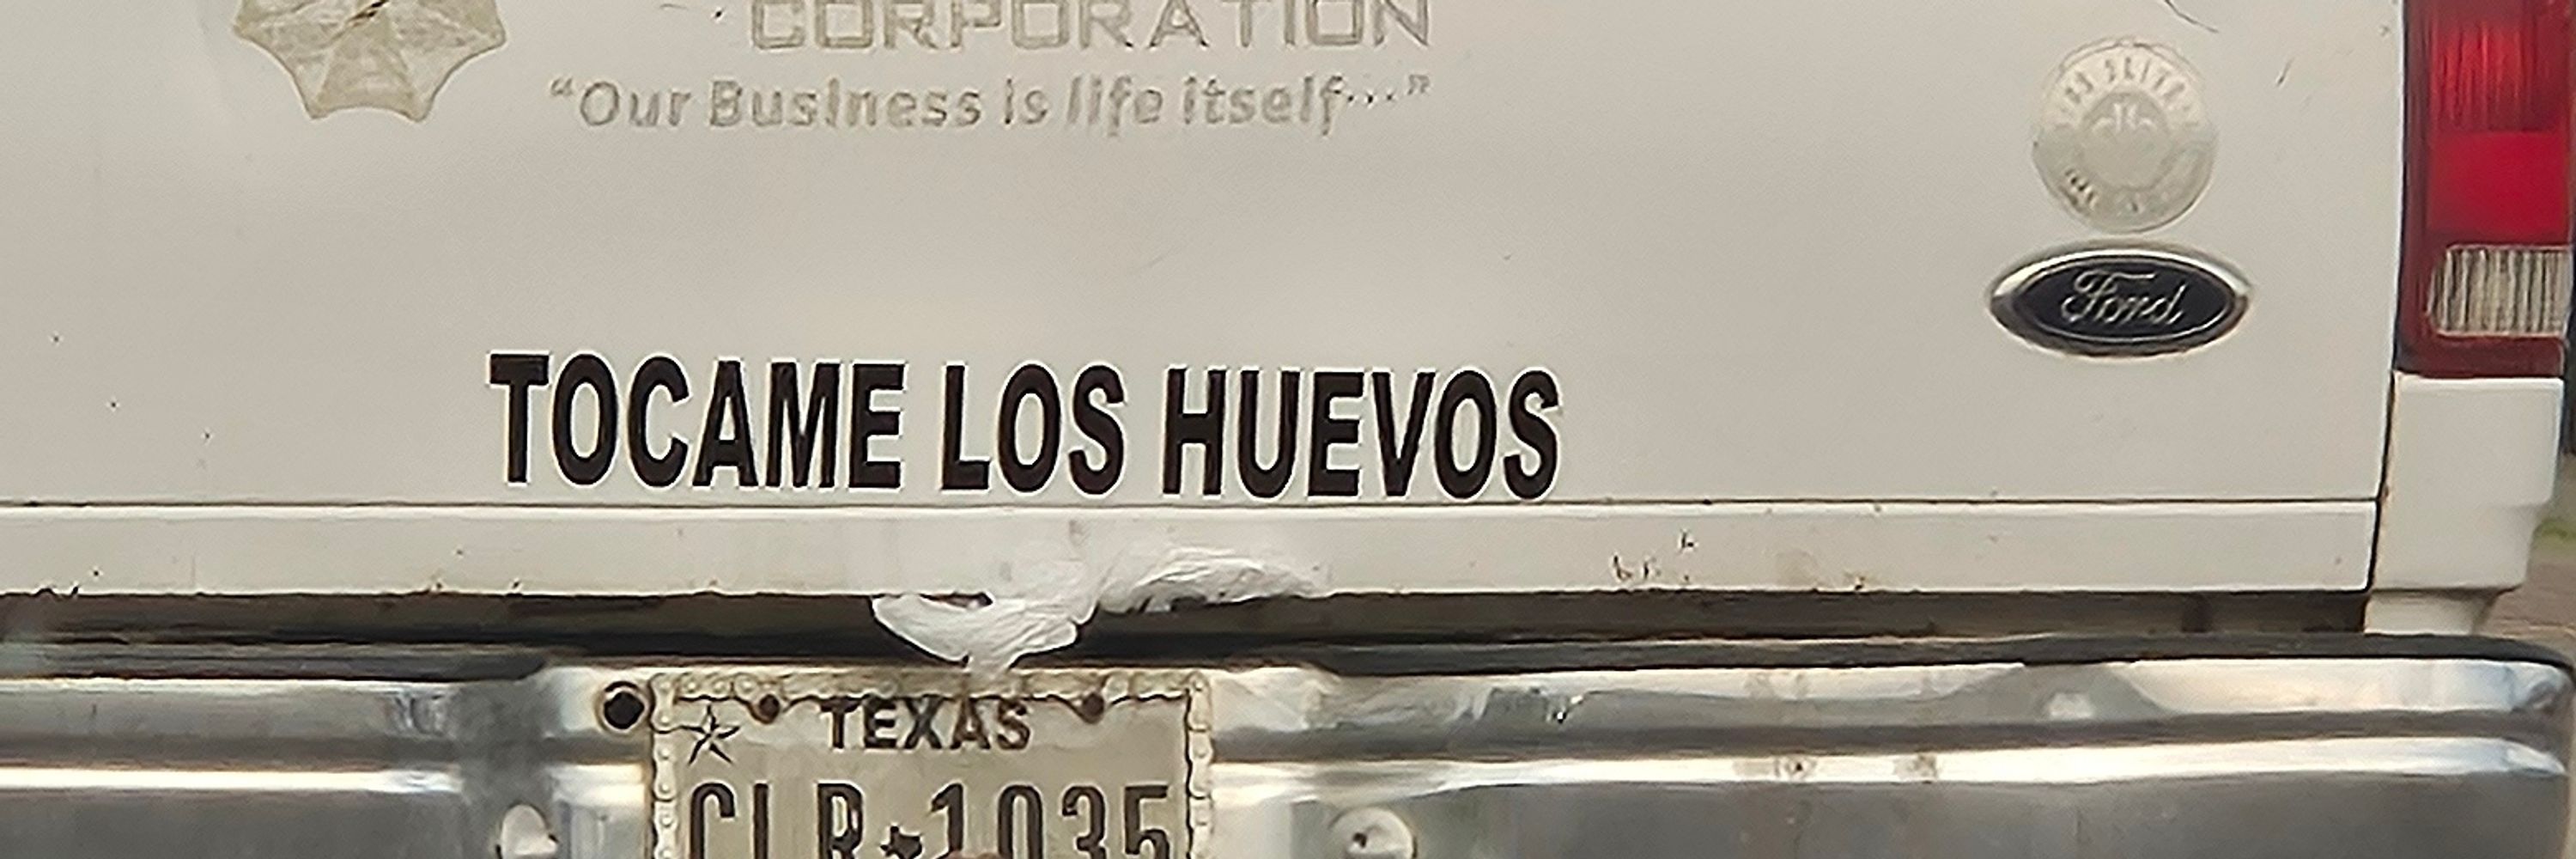 CORPORATION
"Our Business is life itself..."
Ford
TOCAME LOS HUEVOS
TEXAS
CLR★1035